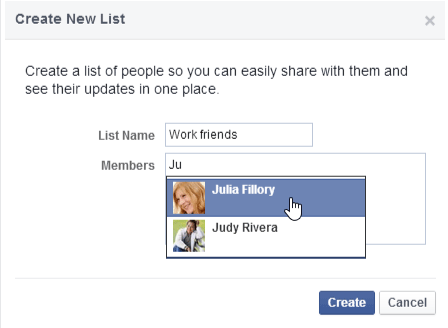 Create New List
×
Create a list of people so you can easily share with them and
see their updates in one place.
List Name Work friends
Members Ju
Julia Fillory
Judy Rivera
Create Cancel